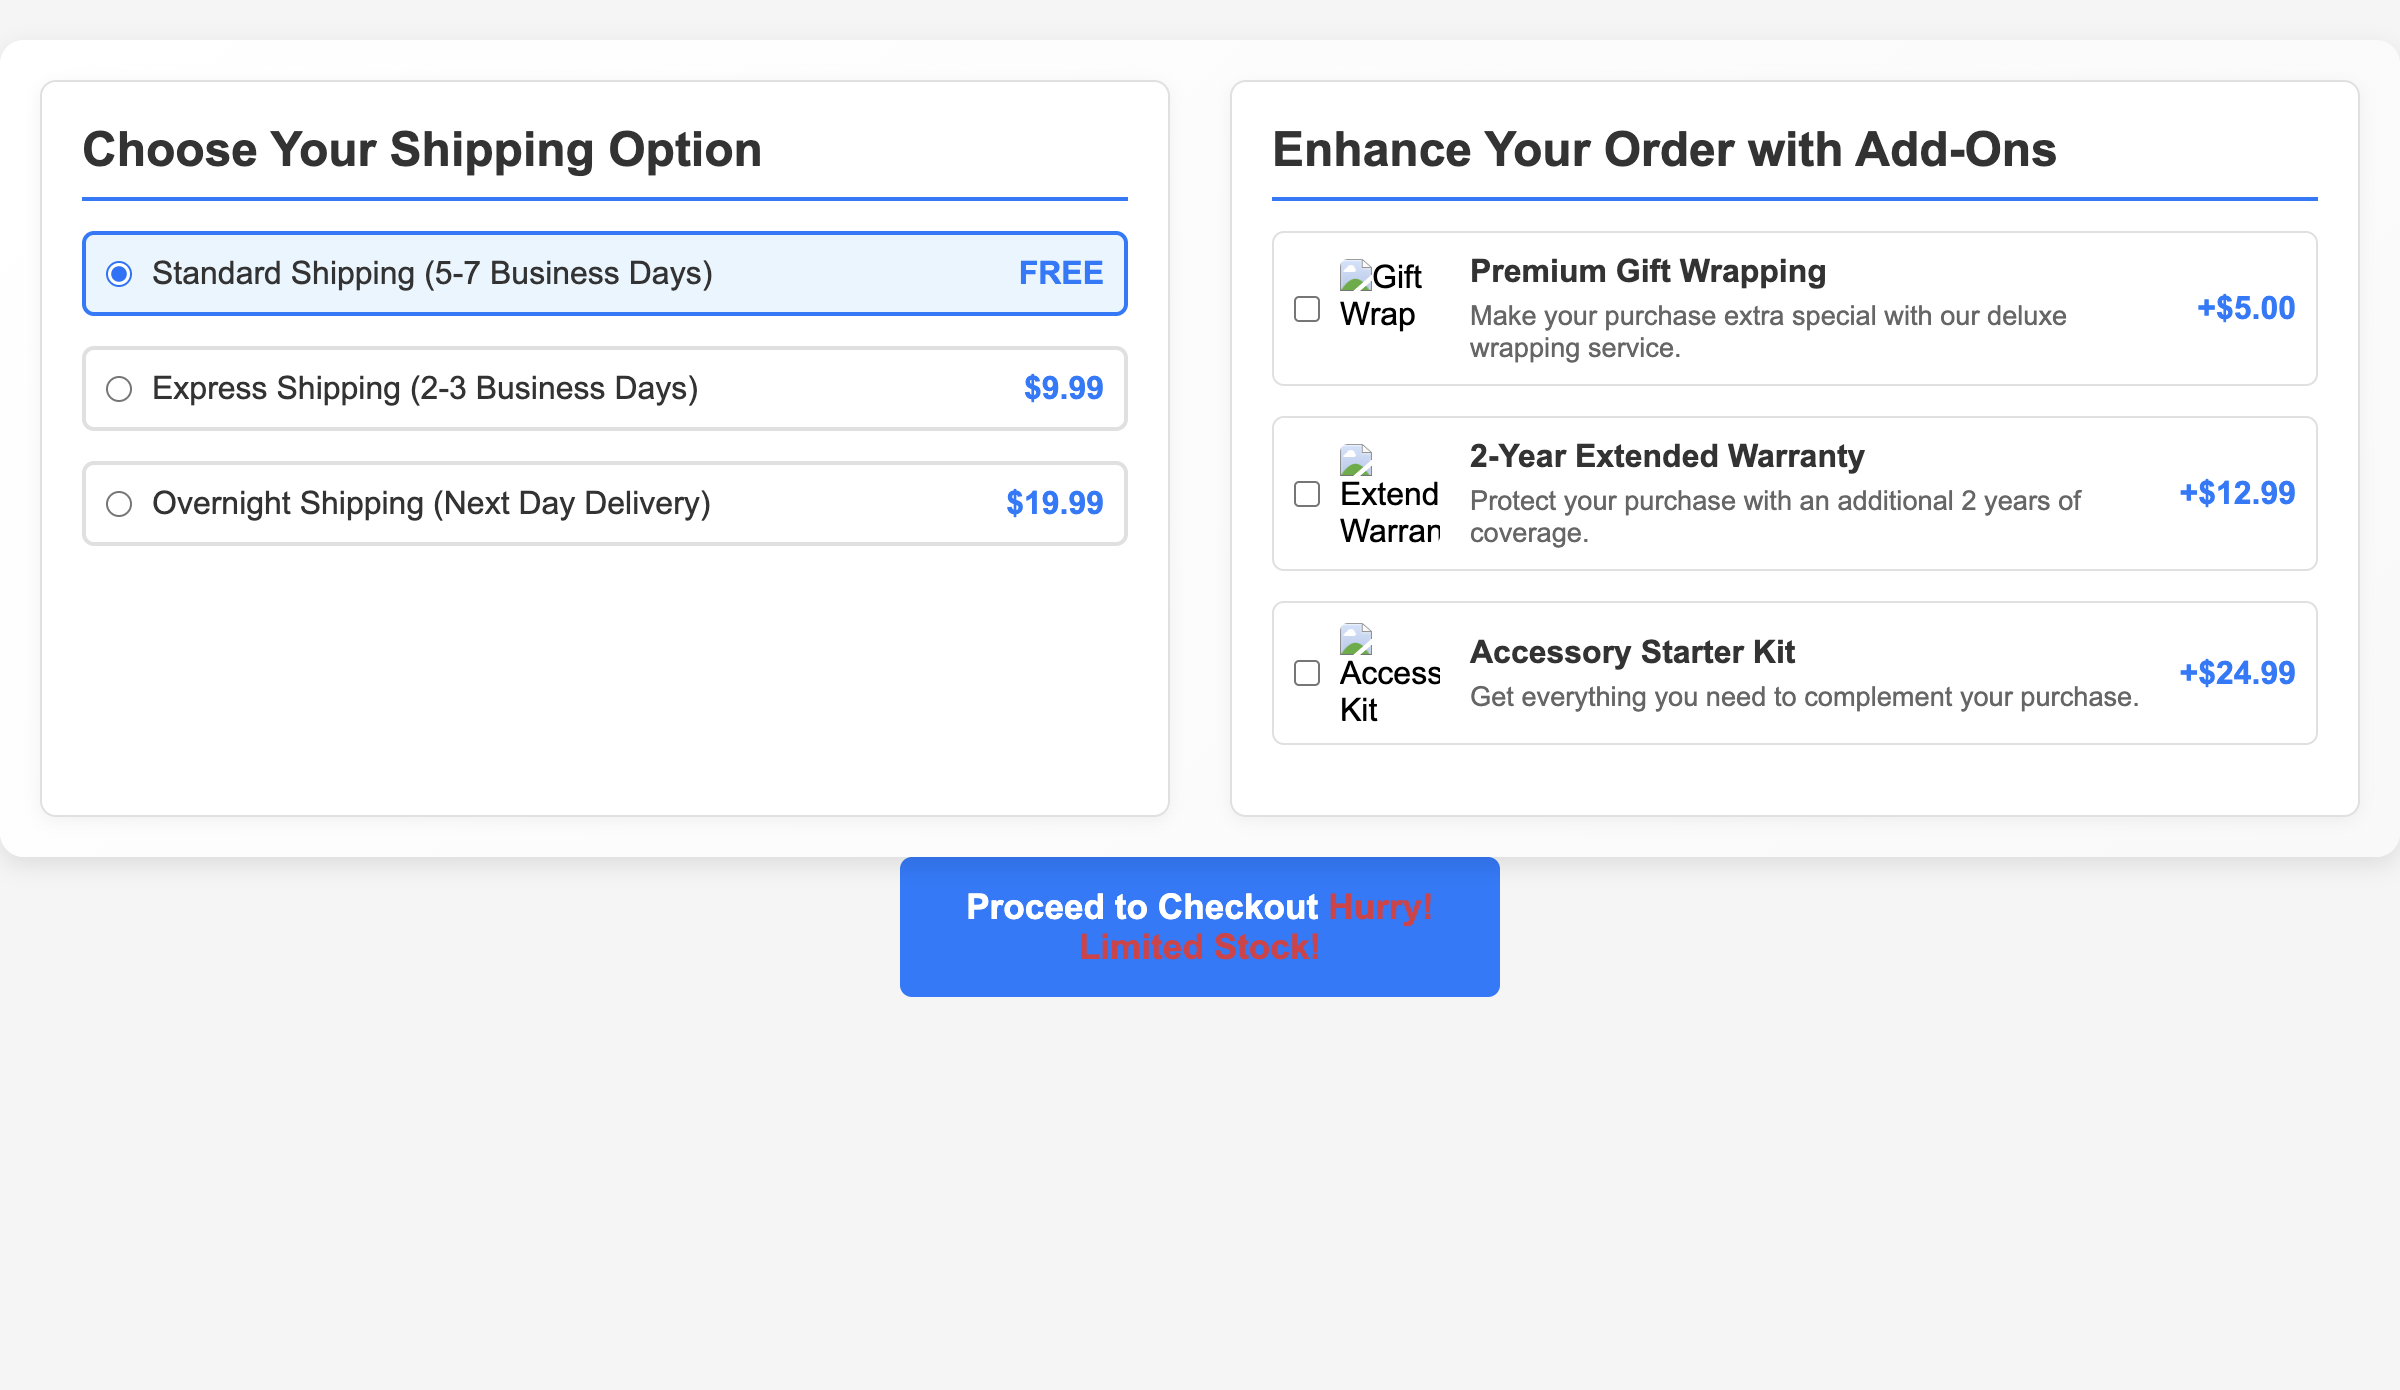 Choose Your Shipping Option
Standard Shipping (5-7 Business Days)
FREE
Express Shipping (2-3 Business Days)
$9.99
Overnight Shipping (Next Day Delivery)
$19.99
Enhance Your Order with Add-Ons
Gift
Wrap
Premium Gift Wrapping
Make your purchase extra special with our deluxe
wrapping service.
+$5.00
Extend
Warran
2-Year Extended Warranty
Protect your purchase with an additional 2 years of
coverage.
+$12.99
Access
Kit
Accessory Starter Kit
Get everything you need to complement your purchase.
+$24.99
Proceed to Checkout Hurry!
Limited Stock!